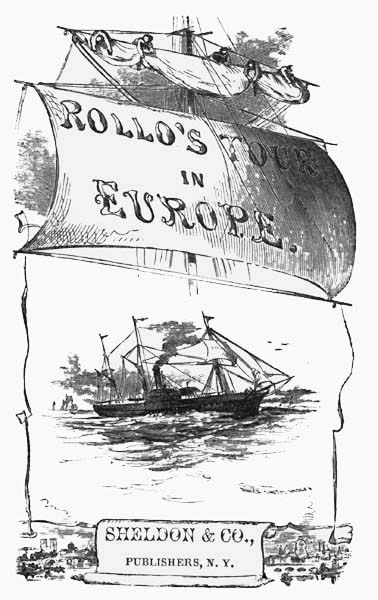 ROLLO'S TOUR
IN
EUROPE.
SHELDON & CO.,
PUBLISHERS, N. Y.